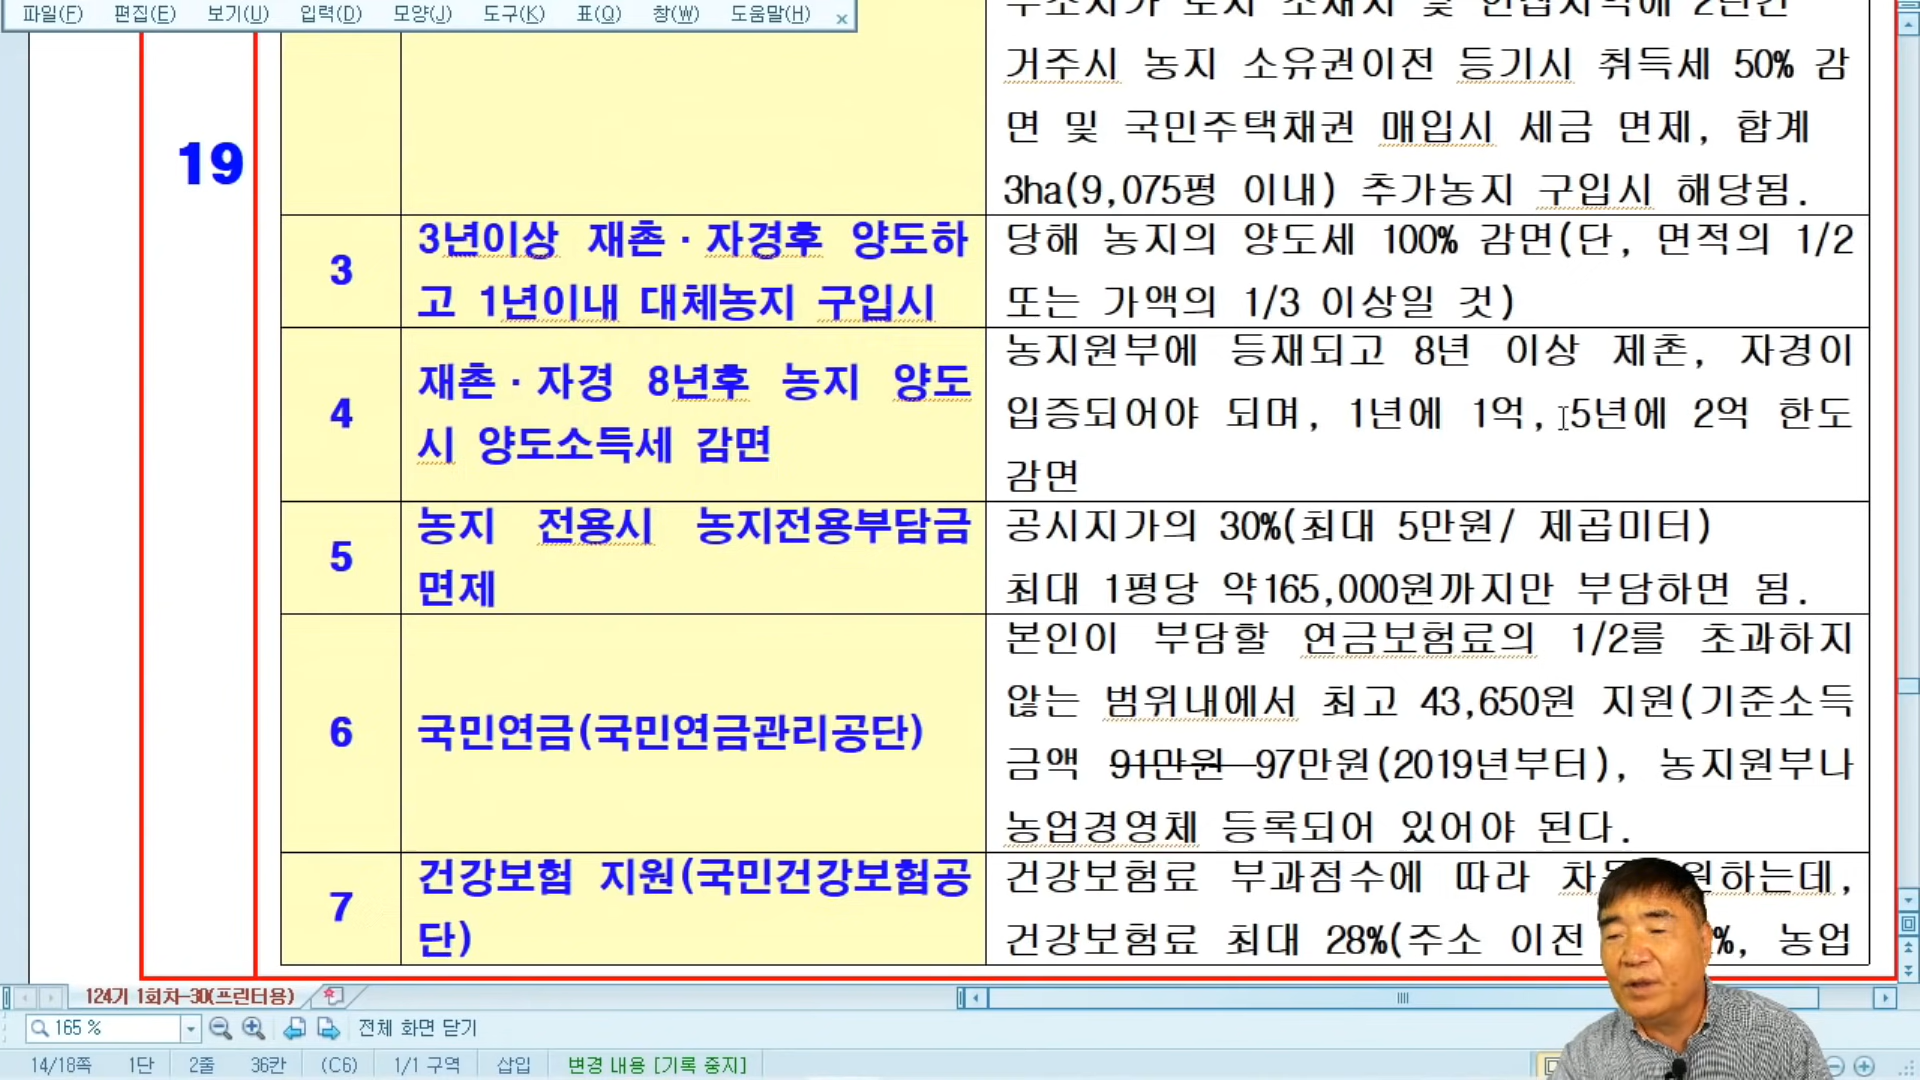 파일(F) 편집(E) 보기(U) 입력(D) 모양(J) 도구(K) 표(Q) 창(W) 도움말(H)
19
주소지가 토지 소재지 및 연접지역에 2년간
거주시 농지 소유권이전 등기시 취득세 50% 감
면 및 국민주택채권 매입시 세금 면제, 합계
3ha(9,075평 이내) 추가농지 구입시 해당됨.
3
3년이상 재촌·자경후 양도하
고 1년이내 대체농지 구입시
당해 농지의 양도세 100% 감면(단, 면적의 1/2
또는 가액의 1/3 이상일 것)
4
재촌·자경 8년후 농지 양도
시 양도소득세 감면
농지원부에 등재되고 8년 이상 제촌, 자경이
입증되어야 되며, 1년에 1억, 5년에 2억 한도
감면
5
농지 전용시 농지전용부담금
면제
공시지가의 30%(최대 5만원/ 제곱미터)
최대 1평당 약165,000원까지만 부담하면 됨.
6
국민연금(국민연금관리공단)
본인이 부담할 연금보험료의 1/2를 초과하지
않는 범위내에서 최고 43,650원 지원(기준소득
금액 91만원 97만원(2019년부터), 농지원부나
농업경영체 등록되어 있어야 된다.
7
건강보험 지원(국민건강보험공
단)
건강보험료 부과점수에 따라 원하는데,
건강보험료 최대 28%(주소 이전 %, 농업
124기 1회차-30(프린터용)
165 % 전체 화면 닫기
14/18쪽 1단 2줄 36칸 (C6) 1/1 구역 삽입 변경 내용 [기록 중지]